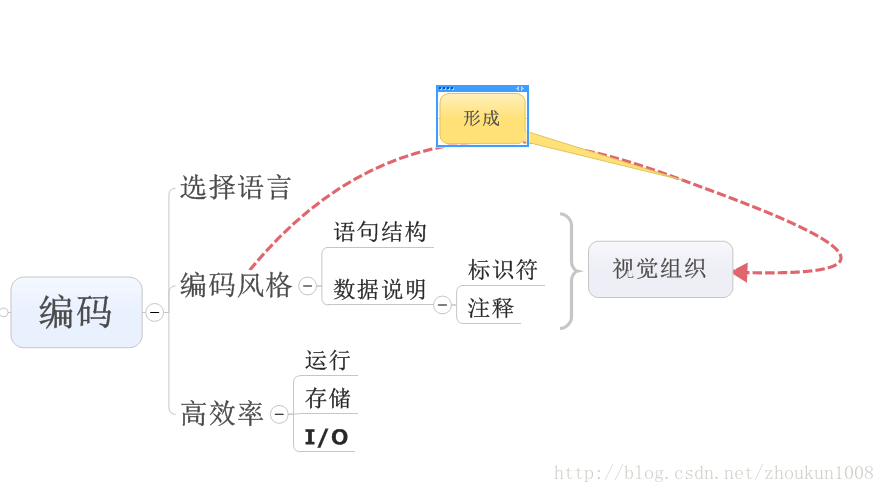 形成
选择语言
语句结构
编码风格
数据说明
标识符
注释
视觉组织
编码
运行
高效率
存储
I/O
http://blog.csdn.net/zhoukun1008